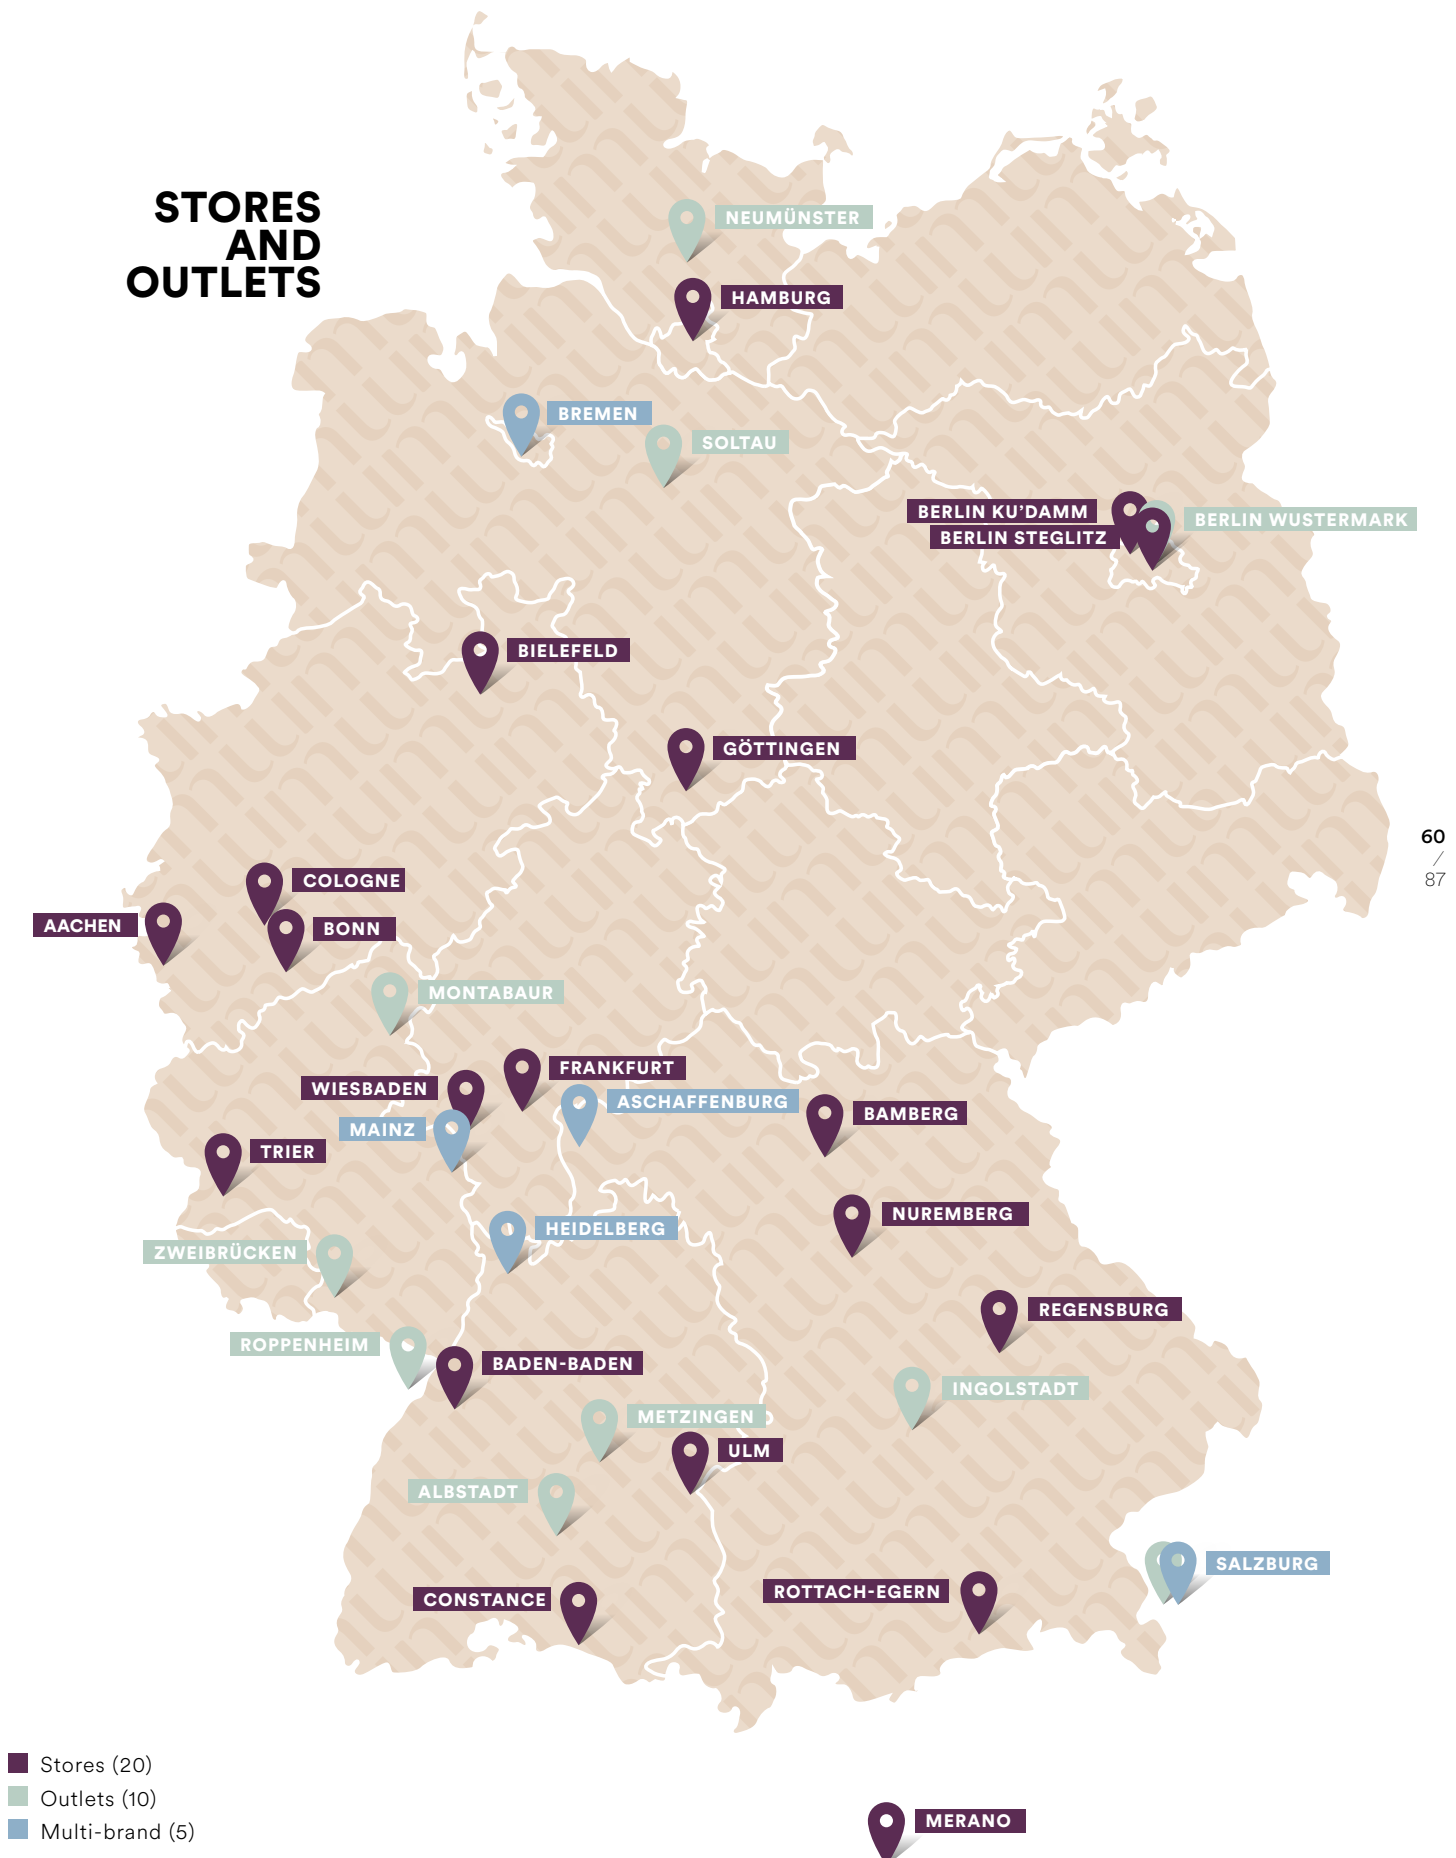 STORES
AND
OUTLETS
NEUMÜNSTER
HAMBURG
BREMEN
SOLTAU
BERLIN KU’DAMM
BERLIN WUSTERMARK
BERLIN STEGLITZ
BIELEFELD
GÖTTINGEN
60
/
87
COLOGNE
AACHEN
BONN
MONTABAUR
FRANKFURT
WIESBADEN
ASCHAFFENBURG
BAMBERG
MAINZ
TRIER
NUREMBERG
HEIDELBERG
ZWEIBRÜCKEN
REGENSBURG
ROPPENHEIM
BADEN-BADEN
INGOLSTADT
METZINGEN
ULM
ALBSTADT
SALZBURG
ROTTACH-EGERN
CONSTANCE
Stores (20)
Outlets (10)
Multi-brand (5)
MERANO